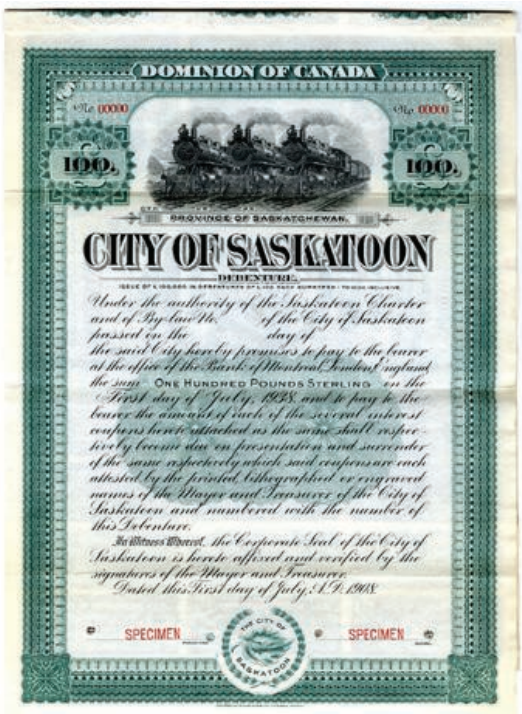 DOMINION OF CANADA
No. 00000 No. 00000
100. 100.
PROVINCE OF SASKATCHEWAN.
CITY OF SASKATOON
DEBENTURE.
Under the authority of the Saskatoon Charter
and of By-law No. of the City of Saskatoon
passed on the day of
the said City hereby promises to pay to the bearer
at the office of the Bank of Montreal, London, England,
the sum ONE HUNDRED POUNDS STERLING on the
First day of July, 1938, and to pay to the
bearer the amount of each of the several interest
coupons hereto attached as the same shall respec-
tively become due on presentation and surrender
of the same respectively which said coupons are each
attested by the printed, lithographed or engraved
names of the Mayor and Treasurer of the City of
Saskatoon and numbered with the number of
this Debenture.
In Witness Whereof, the Corporate Seal of the City of
Saskatoon is hereto affixed and verified by the
signatures of the Mayor and Treasurer.
Dated this First day of July, A.D. 1908.
SPECIMEN SPECIMEN
THE CITY OF
SASKATOON